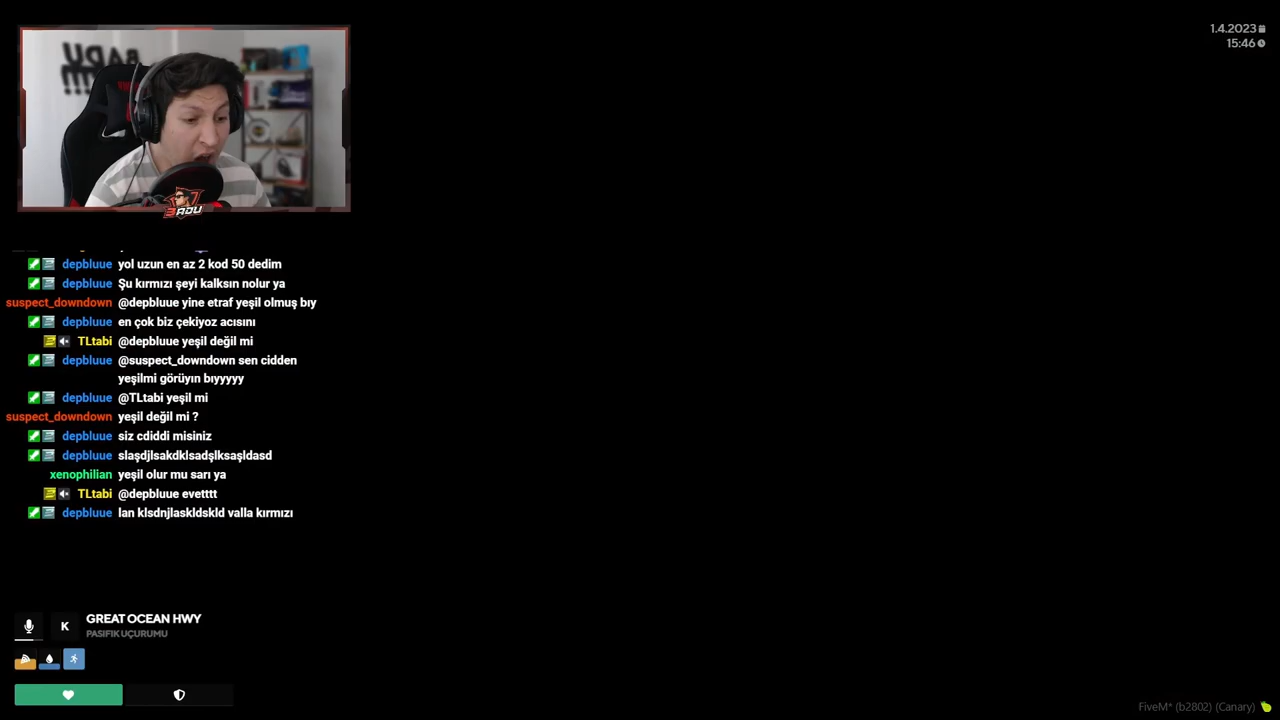 1.4.2023
15:46
BADU
BADU
depbluue yol uzun en az 2 kod 50 dedim
depbluue Şu kırmızı şeyi kalksın nolur ya
suspect_downdown @depbluue yine etraf yeşil olmuş bıy
depbluue en çok biz çekiyoz acısını
TLtabi @depbluue yeşil değil mi
depbluue @suspect_downdown sen cidden
yeşilmi görüyın bıyyyyy
depbluue @TLtabi yeşil mi
suspect_downdown yeşil değil mi ?
depbluue siz cdiddi misiniz
depbluue slaşdjlsakdklsadşlksaşldasd
xenophilian yeşil olur mu sarı ya
TLtabi @depbluue evetttt
depbluue lan klsdnjlaskldskld valla kırmızı
K
GREAT OCEAN HWY
PASIFIK UÇURUMU
FiveM* (b2802) (Canary)